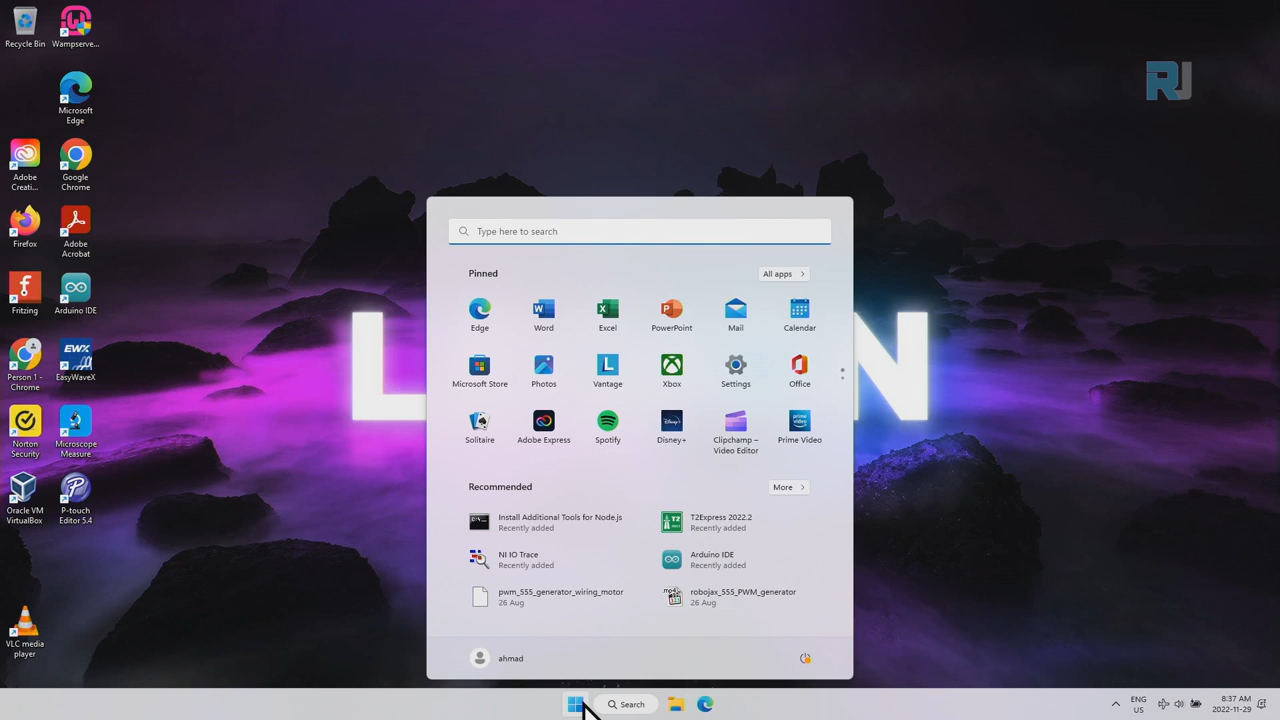 Recycle Bin
Wampserve...
Microsoft
Edge
Adobe
Creati...
Google
Chrome
Firefox
Adobe
Acrobat
Fritzing
Arduino IDE
Person 1 -
Chrome
EWX
EasyWaveX
Norton
Security
Microscope
Measure
Oracle VM
VirtualBox
P-touch
Editor 5.4
VLC media
player
RJ
L
N
Type here to search
Pinned
All apps
Edge
Word
Excel
PowerPoint
Mail
Calendar
Microsoft Store
Photos
Vantage
Xbox
Settings
Office
Solitaire
Adobe Express
Spotify
Disney+
Clipchamp –
Video Editor
Prime Video
Recommended
More
Install Additional Tools for Node.js
Recently added
T2Express 2022.2
Recently added
NI IO Trace
Recently added
Arduino IDE
Recently added
pwm_555_generator_wiring_motor
26 Aug
robojax_555_PWM_generator
26 Aug
ahmad
Search
ENG
US
8:37 AM
2022-11-29